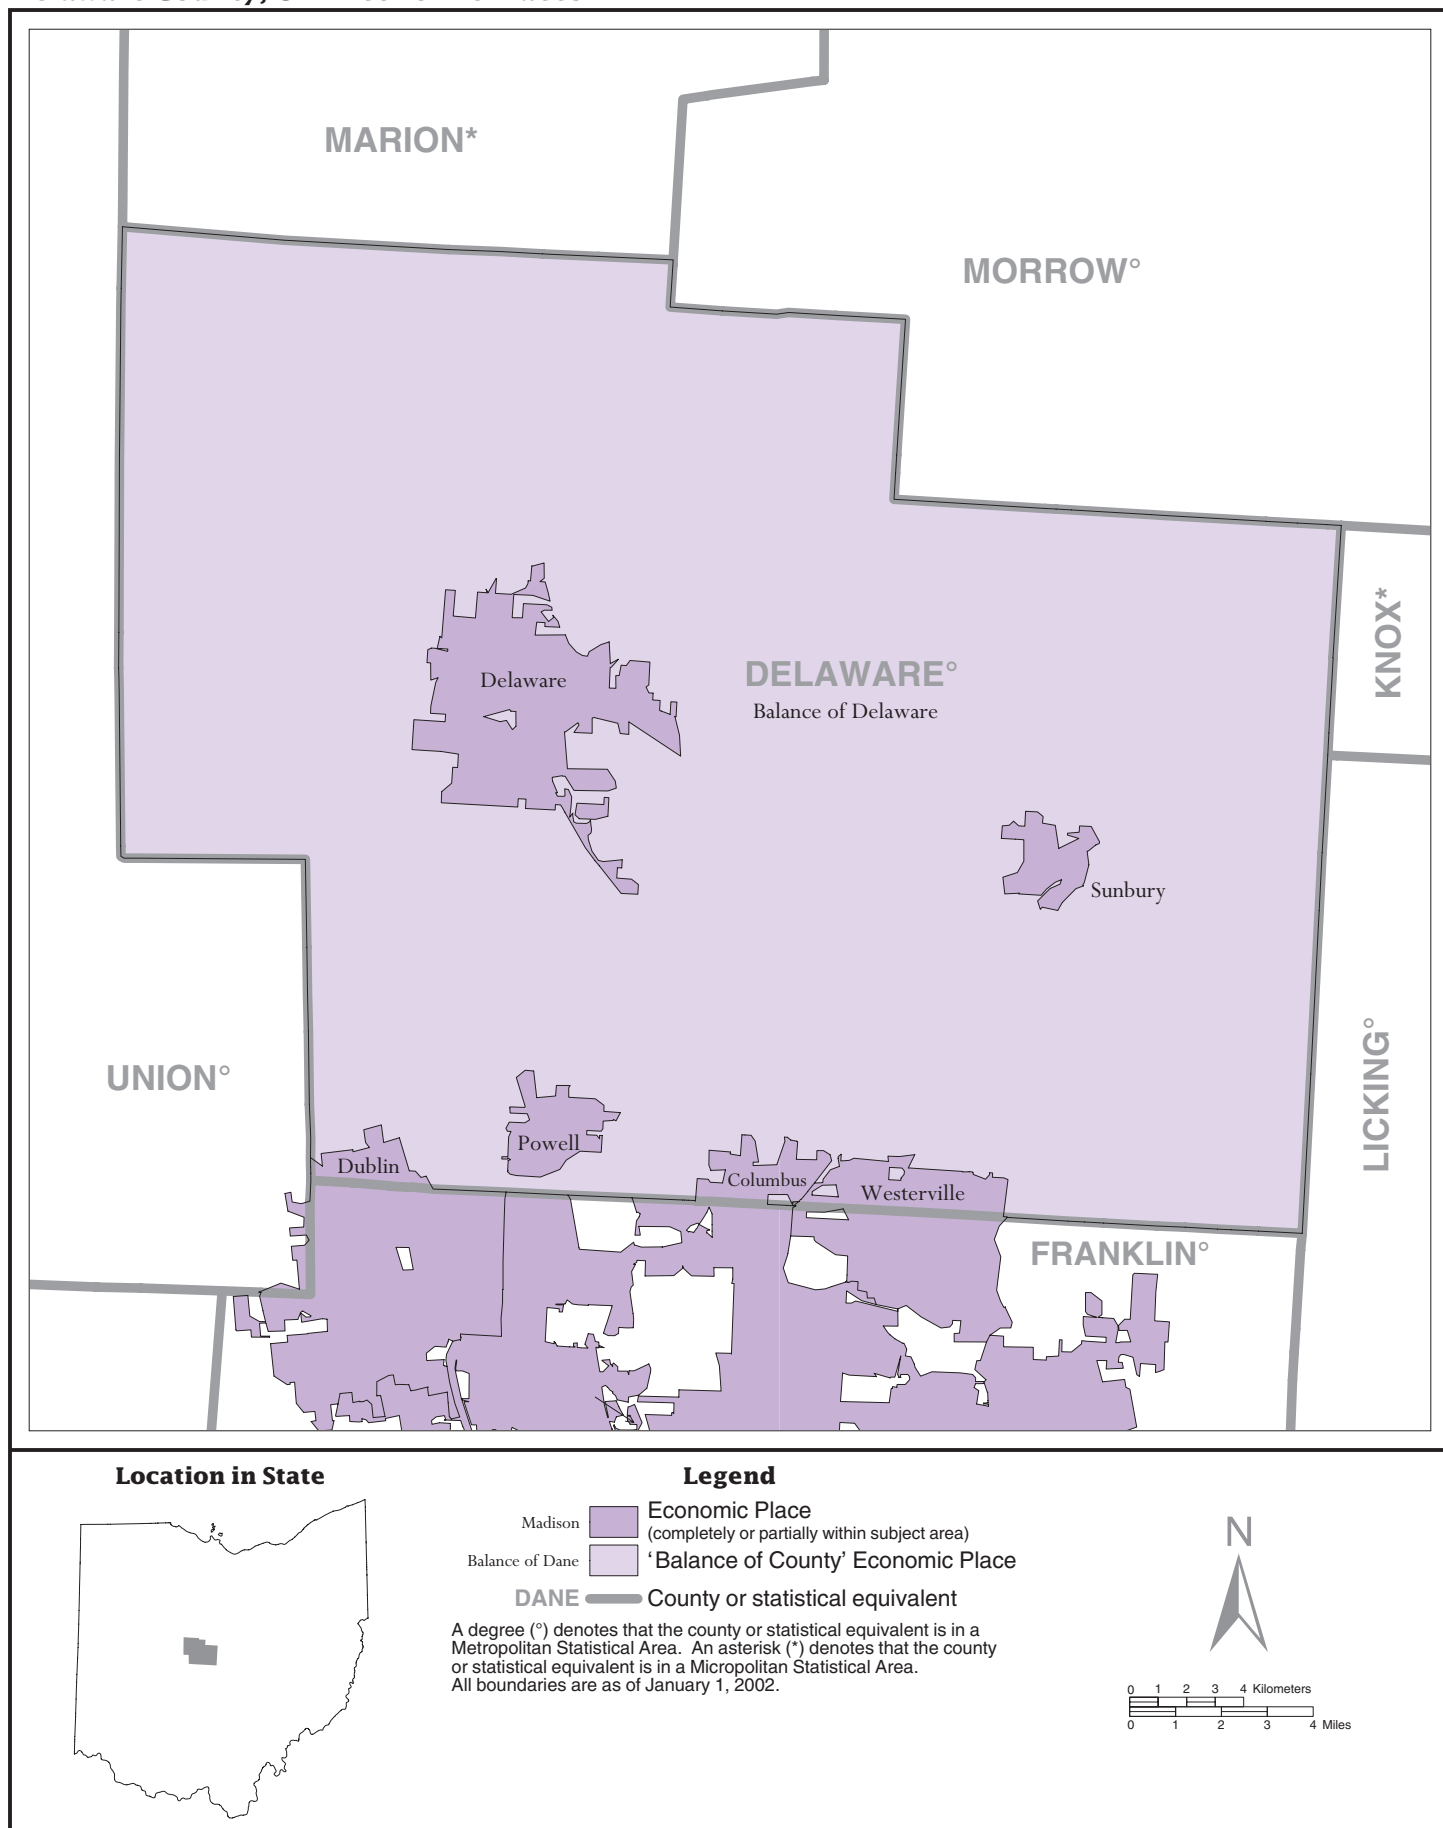 MARION*
MORROW°
KNOX*
Delaware
DELAWARE°
Balance of Delaware
Sunbury
UNION°
LICKING°
Powell
Dublin
Columbus
Westerville
FRANKLIN°
Location in State
Legend
Madison
Economic Place
(completely or partially within subject area)
Balance of Dane
‘Balance of County’ Economic Place
DANE
County or statistical equivalent
A degree (°) denotes that the county or statistical equivalent is in a
Metropolitan Statistical Area. An asterisk (*) denotes that the county
or statistical equivalent is in a Micropolitan Statistical Area.
All boundaries are as of January 1, 2002.
N
0 1 2 3 4 Kilometers
0 1 2 3 4 Miles